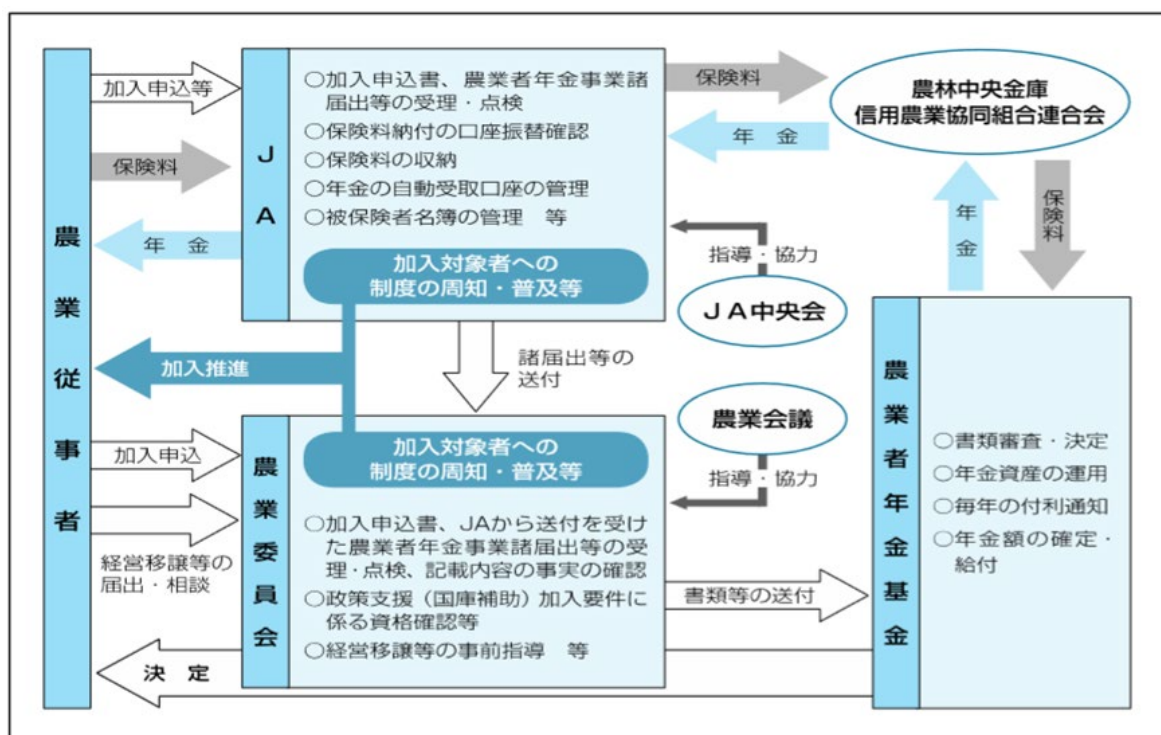 農業従事者
加入申込等
保険料
年 金
加入推進
加入申込
経営移譲等の
届出・相談
決 定
JA
○加入申込書、農業者年金事業諸
届出等の受理・点検
○保険料納付の口座振替確認
○保険料の収納
○年金の自動受取口座の管理
○被保険者名簿の管理 等
加入対象者への
制度の周知・普及等
諸届出等の
送付
保険料
年 金
農林中央金庫
信用農業協同組合連合会
年 金
保険料
指導・協力
JA中央会
農業会議
指導・協力
農業委員会
加入対象者への
制度の周知・普及等
○加入申込書、JAから送付を受け
た農業者年金事業諸届出等の受
理・点検、記載内容の事実の確認
○政策支援（国庫補助）加入要件に
係る資格確認等
○経営移譲等の事前指導 等
書類等の送付
農業者年金基金
○書類審査・決定
○年金資産の運用
○毎年の付利通知
○年金額の確定・
給付